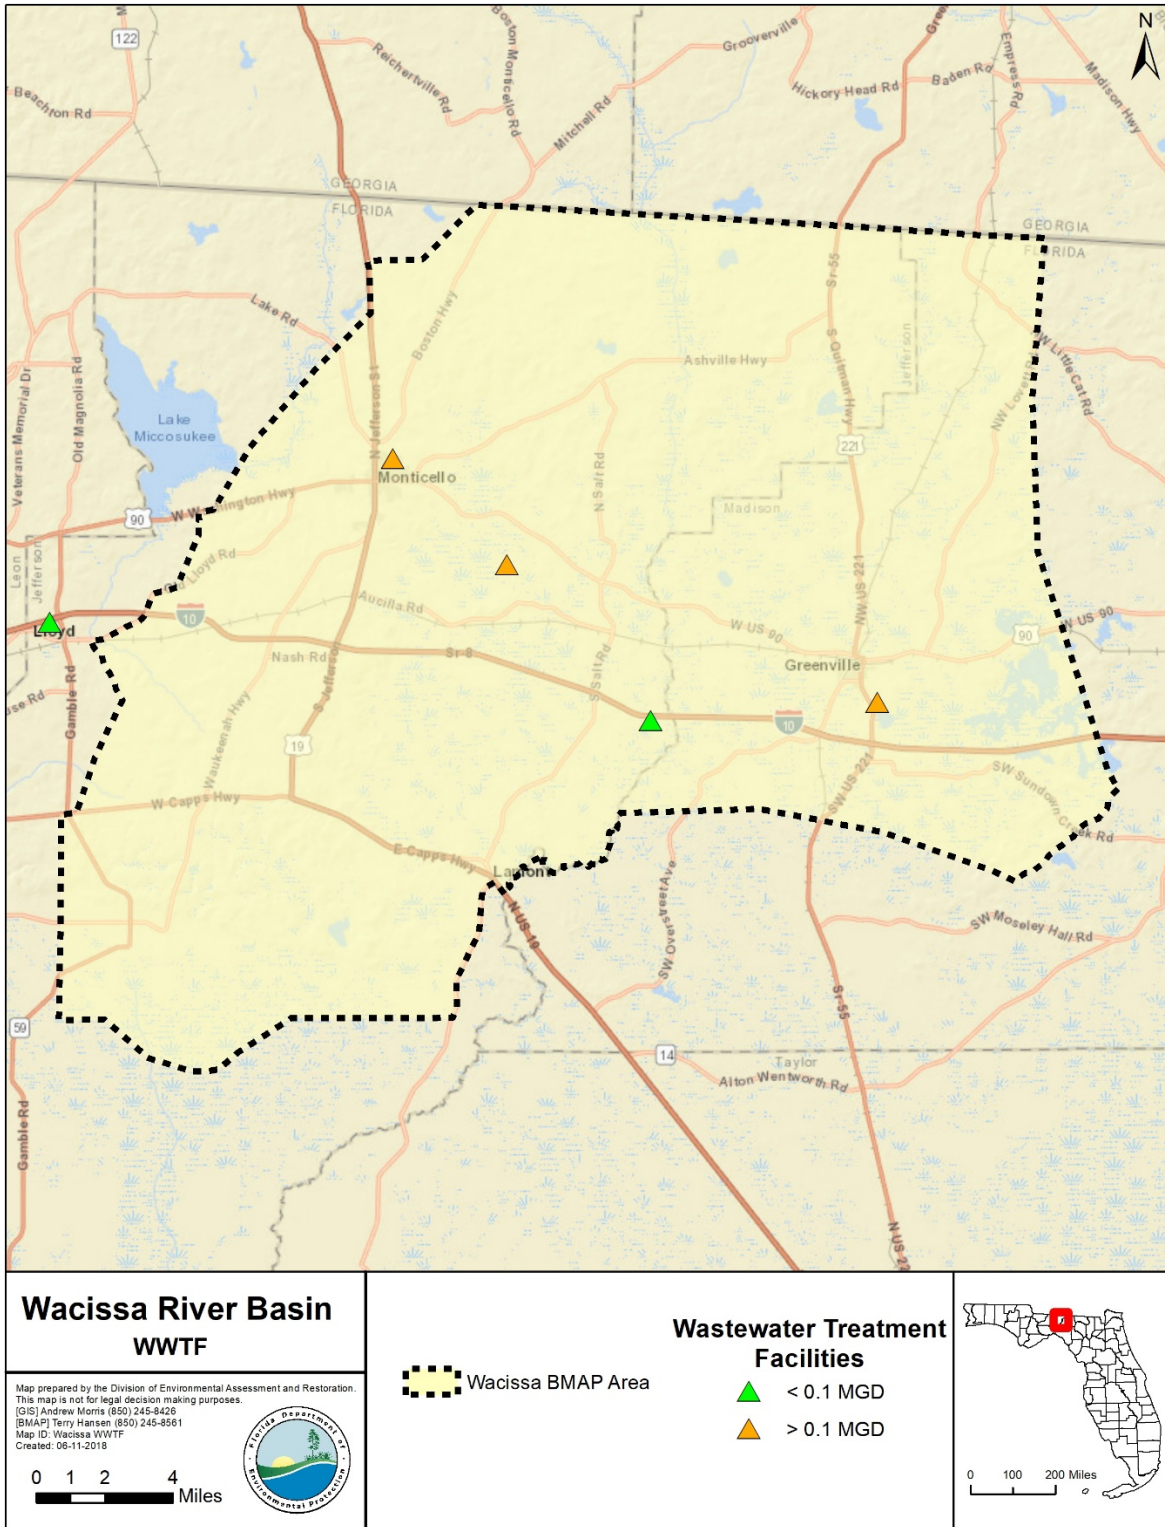 N
122
Beachton Rd
Reichertville Rd
Boston Monticello Rd
Grooverville
Mitchell Rd
Hickory Head Rd
Baden Rd
Empress Rd
Madison Hwy
GEORGIA
FLORIDA
GEORGIA
FLORIDA
Lake Rd
Boston Hwy
Sr 55
Jefferson
Ashville Hwy
S Quitman Hwy
NW Lovett Rd
NW Little Cat Rd
Veterans Memorial Dr
Old Magnolia Rd
Lake
Miccosukee
N Jefferson St
221
Monticello
W Washington Hwy
90
N Salt Rd
Madison
Leon
Jefferson
Old Lloyd Rd
10
Aucilla Rd
NW US 221
W US 90
90
W US 90
Lloyd
Nash Rd
Sr 8
S Salt Rd
Greenville
Gamble Rd
Waukeenah Hwy
S Jefferson
19
10
SW US 221
SW Sundown Creek Rd
W Capps Hwy
E Capps Hwy
Lamont
N US 19
SW Overstreet Ave
SW Moseley Hall Rd
59
Sr 55
14
Taylor
Alton Wentworth Rd
Gamble Rd
Wacissa River Basin
WWTF
Map prepared by the Division of Environmental Assessment and Restoration.
This map is not for legal decision making purposes.
[GIS] Andrew Morris (850) 245-8426
[BMAP] Terry Hansen (850) 245-8561
Map ID: Wacissa WWTF
Created: 06-11-2018
0 1 2 4
Miles
Florida Department of
Environmental Protection
Wacissa BMAP Area
Wastewater Treatment
Facilities
< 0.1 MGD
> 0.1 MGD
0 100 200 Miles